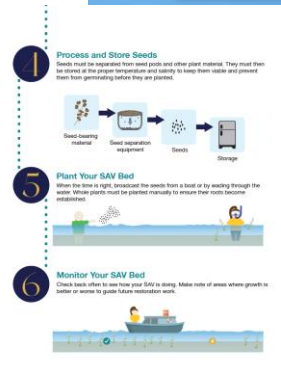 4
Process and Store Seeds
Seeds must be separated from seed pods and other plant material. They must then
be stored at the proper temperature and salinity to keep them viable and prevent
them from germinating before they are planted.
Seed-bearing
material
Seed separation
equipment
Seeds
Storage
5
Plant Your SAV Bed
When the time is right, broadcast the seeds from a boat or by wading through the
water. Whole plants must be planted manually to ensure their roots become
established.
6
Monitor Your SAV Bed
Check back often to see how your SAV is doing. Make note of areas where growth is
better or worse to guide future restoration work.